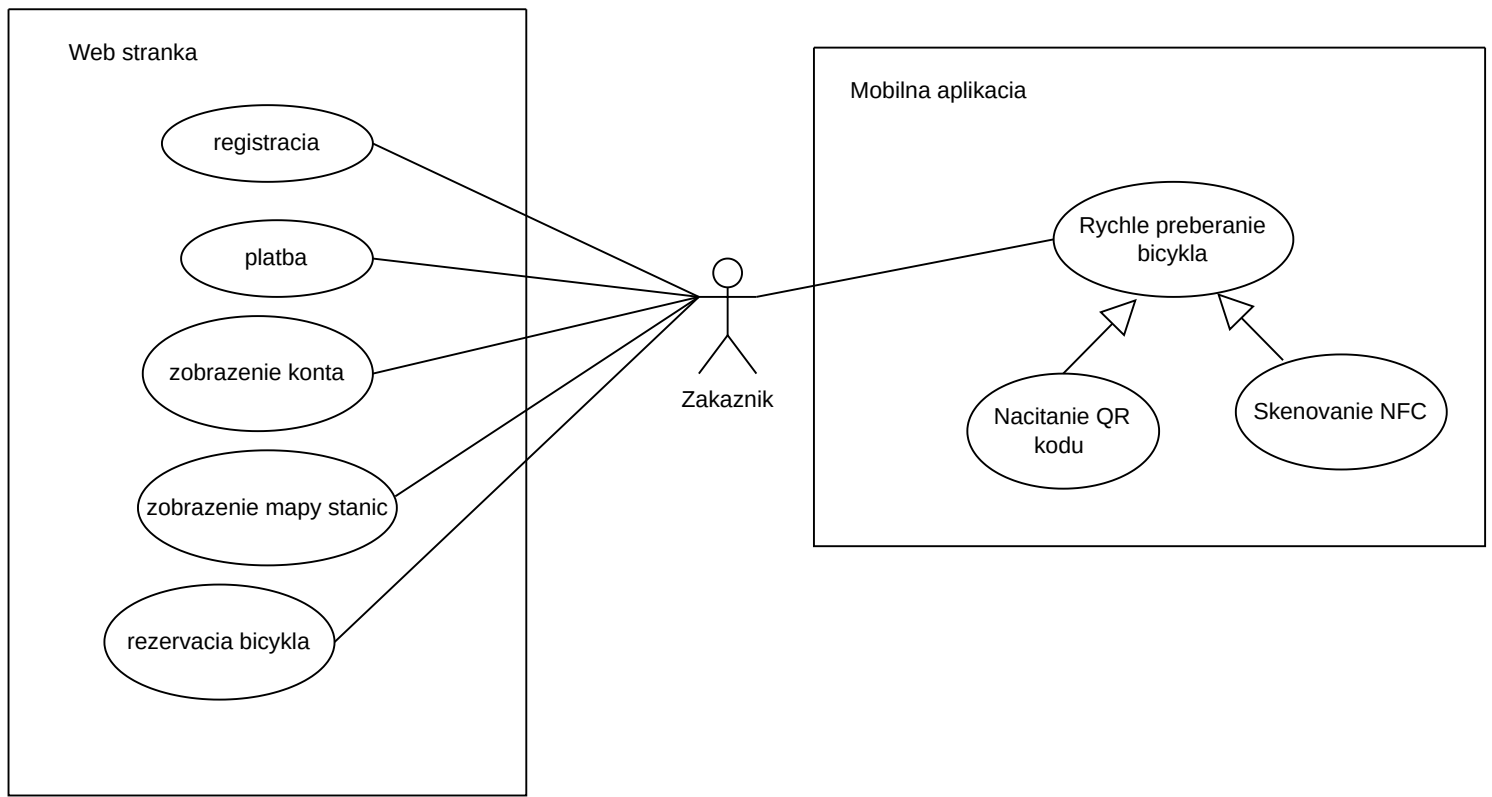 Web stranka
registracia
platba
zobrazenie konta
zobrazenie mapy stanic
rezervacia bicykla
Zakaznik
Mobilna aplikacia
Rychle preberanie
bicykla
Nacitanie QR
kodu
Skenovanie NFC